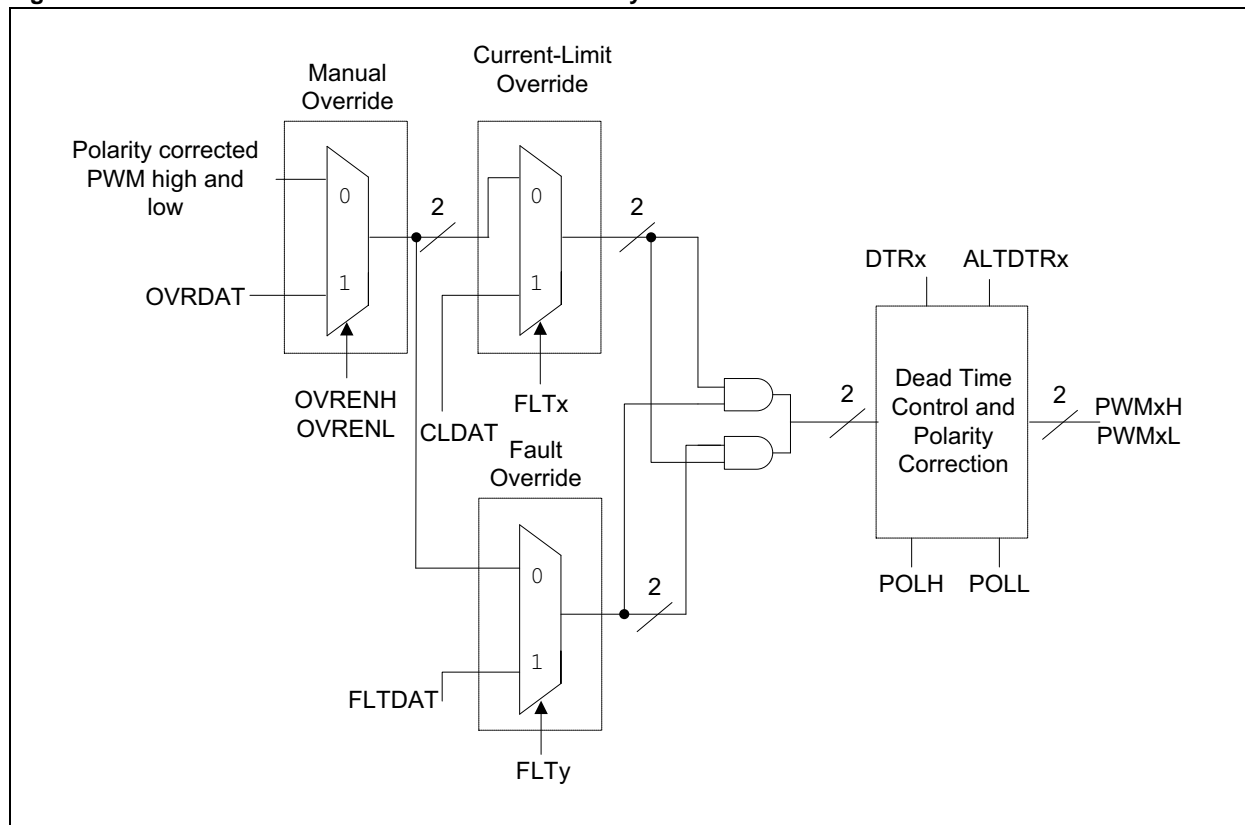 Manual
Override
Current-Limit
Override
Polarity corrected
PWM high and
low
0
1
OVRDAT
OVRENH
OVRENL
2
0
1
CLDAT
FLTx
2
Fault
Override
0
1
FLTDAT
FLTy
2
2
DTRx
ALTDTRx
Dead Time
Control and
Polarity
Correction
POLH
POLL
2
PWMxH
PWMxL